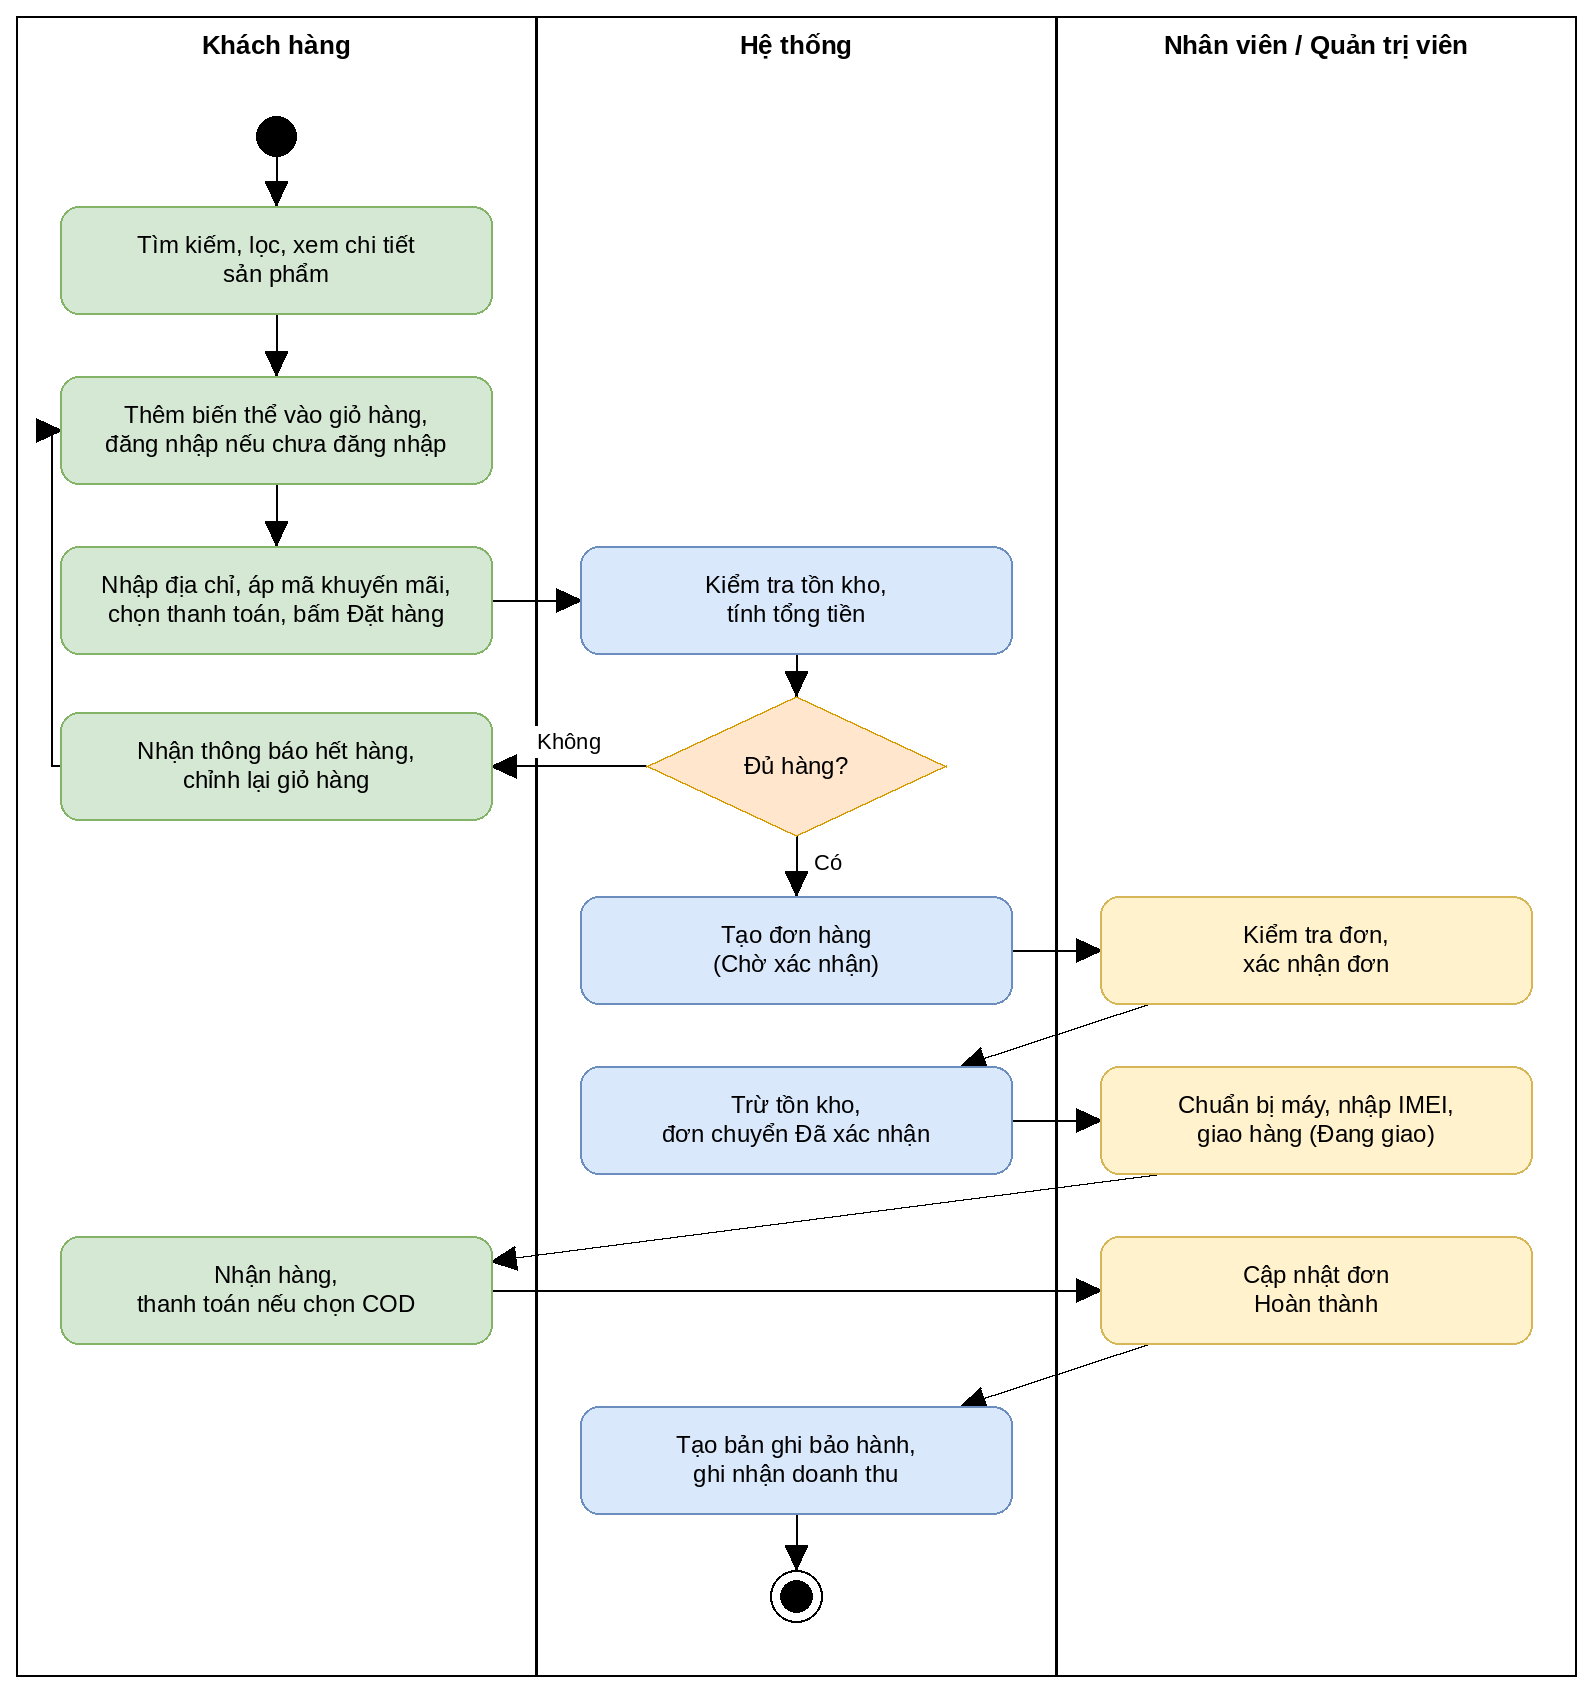 Khách hàng
Hệ thống
Nhân viên / Quản trị viên
Tìm kiếm, lọc, xem chi tiết
sản phẩm
Thêm biến thể vào giỏ hàng,
đăng nhập nếu chưa đăng nhập
Nhập địa chỉ, áp mã khuyến mãi,
chọn thanh toán, bấm Đặt hàng
Kiểm tra tồn kho,
tính tổng tiền
Nhận thông báo hết hàng,
chỉnh lại giỏ hàng
Không
Đủ hàng?
Có
Tạo đơn hàng
(Chờ xác nhận)
Kiểm tra đơn,
xác nhận đơn
Trừ tồn kho,
đơn chuyển Đã xác nhận
Chuẩn bị máy, nhập IMEI,
giao hàng (Đang giao)
Nhận hàng,
thanh toán nếu chọn COD
Cập nhật đơn
Hoàn thành
Tạo bản ghi bảo hành,
ghi nhận doanh thu